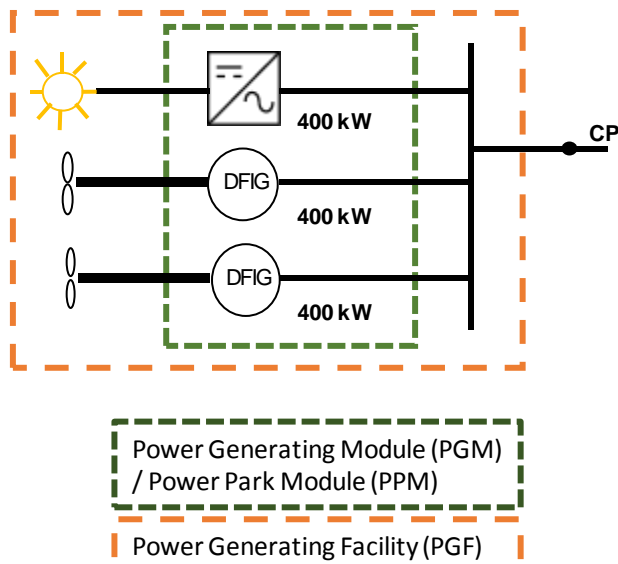 400 kW
CP
DFIG
400 kW
DFIG
400 kW
Power Generating Module (PGM)
/ Power Park Module (PPM)
Power Generating Facility (PGF)